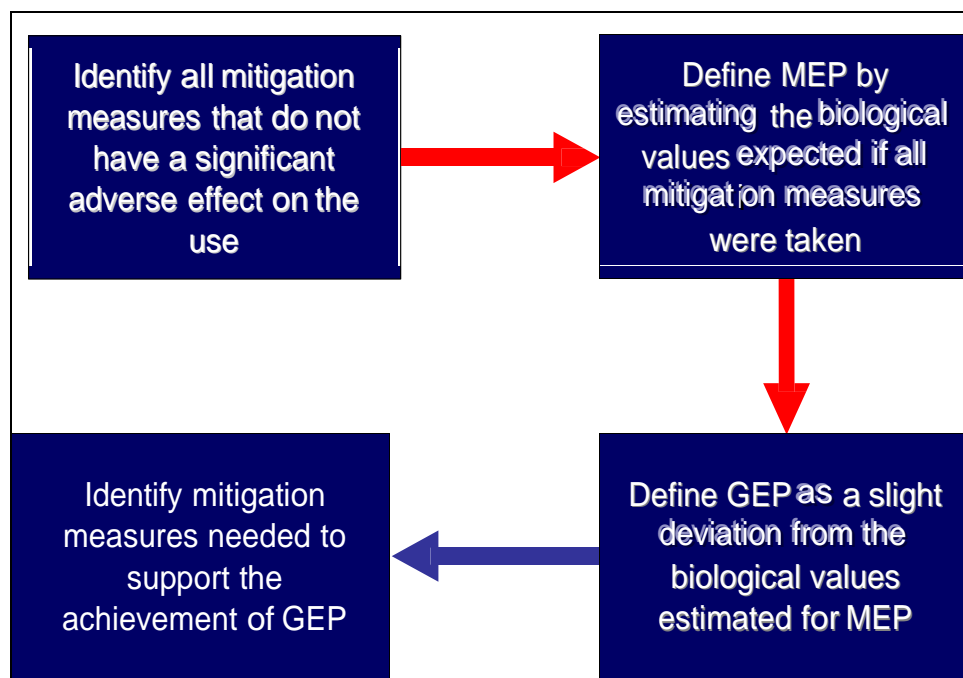 Identify all mitigation
measures that do not
have a significant
adverse effect on the
use
Define MEP by
estimating the biological
values expected if all
mitigation measures
were taken
Define GEP as a slight
deviation from the
biological values
estimated for MEP
Identify mitigation
measures needed to
support the
achievement of GEP